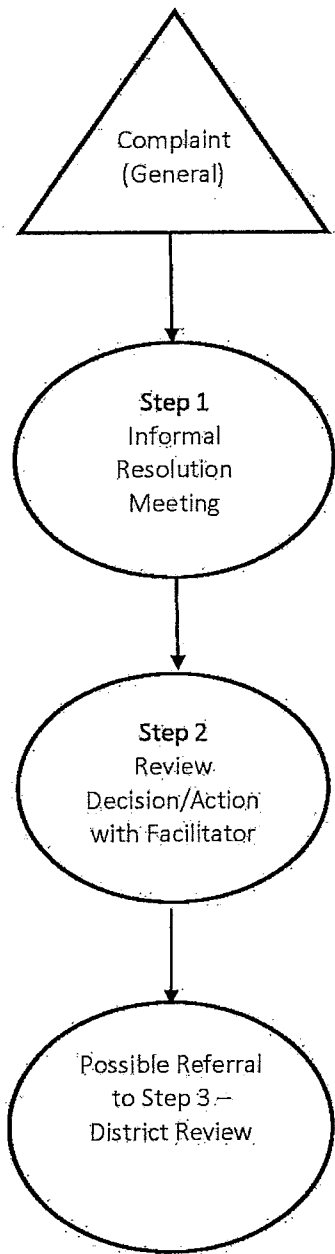 Complaint
(General)
Step 1
Informal
Resolution
Meeting
Step 2
Review
Decision/Action
with Facilitator
Possible Referral
to Step 3 –
District Review